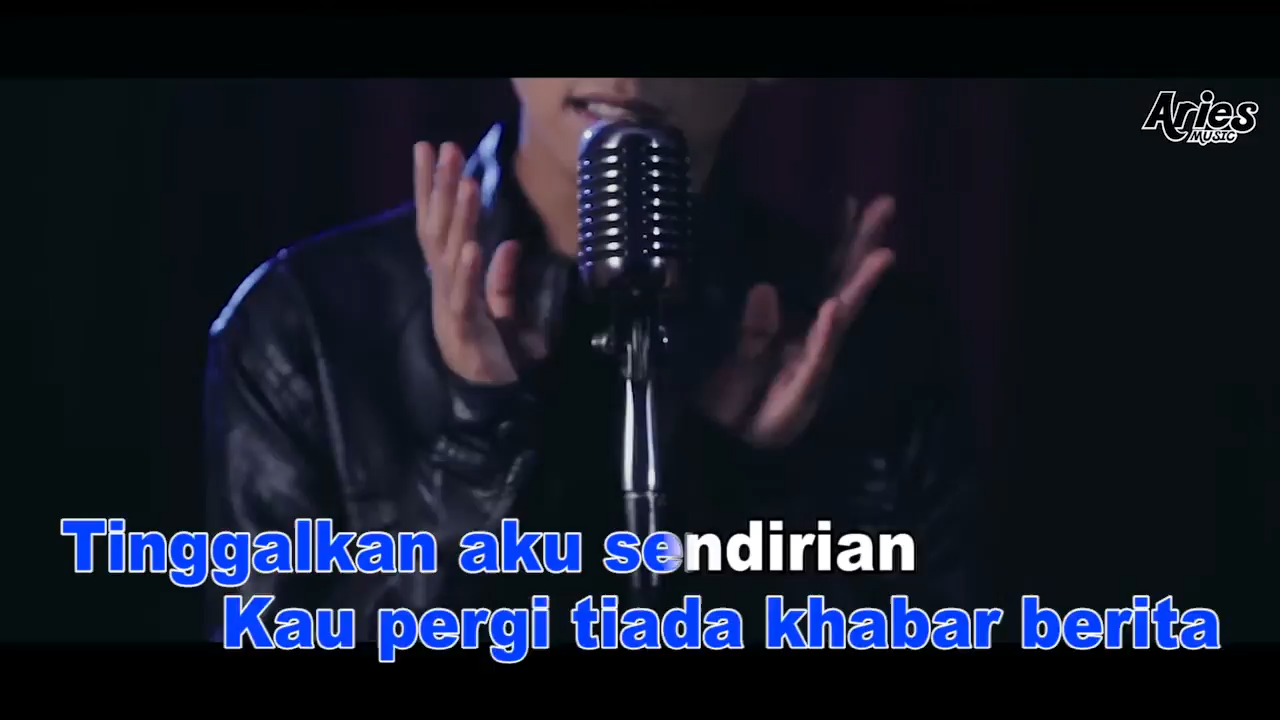 Aries
MUSIC
Tinggalkan aku sendirian
Kau pergi tiada khabar berita